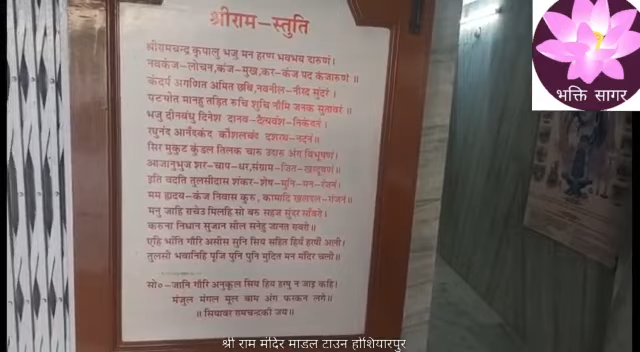 श्रीराम-स्तुति
श्रीरामचन्द्र कृपालु भजु मन हरण भवभय दारुणं।
नवकंज-लोचन, कंज-मुख, कर-कंज पद कंजारुणं॥
कंदर्प अगणित अमित छबि, नवनील-नीरद सुंदरं।
पटपीत मानहु तड़ित रुचि शुचि नौमि जनक सुतावरं॥
भजु दीनबंधु दिनेश दानव-दैत्यवंश-निकंदनं।
रघुनंद आनंदकंद कौशलचंद दशरथ-नंदनं॥
सिर मुकुट कुंडल तिलक चारु उदारु अंग विभूषणं।
आजानुभुज शर-चाप-धर, संग्राम-जित-खरदूषणं॥
इति वदति तुलसीदास शंकर-शेष-मुनि-मन-रंजनं।
मम हृदय-कंज निवास कुरु, कामादि खलदल-गंजनं॥
मनु जाहि राचेउ मिलहि सो बरु सहज सुंदर साँवरो।
करुना निधान सुजान सील सनेहु जानत रावरो॥
एहि भाँति गौरि असीस सुनि सिय सहित हियँ हरषीं अली।
तुलसी भवानिहि पूजि पुनि पुनि मुदित मन मंदिर चली॥
सो०-जानि गौरि अनुकूल सिय हिय हरषु न जाइ कहि।
मंजुल मंगल मूल बाम अंग फरकन लगे॥
॥ सियावर रामचन्द्रकी जय॥
भक्ति सागर
श्री राम मंदिर माडल टाउन होशियारपुर